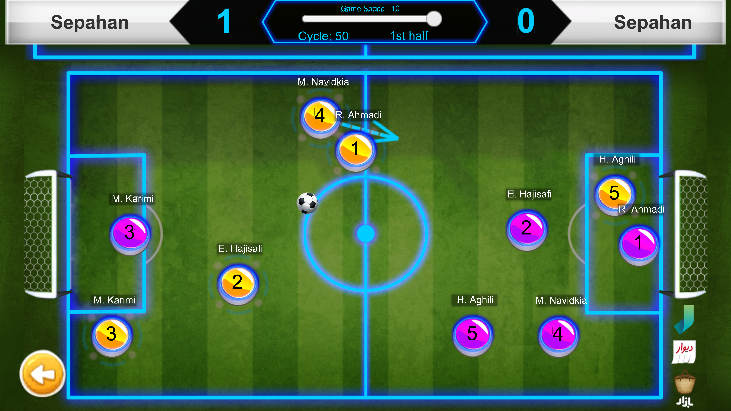 Sepahan
1
Game Speed : 10
Cycle: 50
1st half
0
Sepahan
M. Navidkia
4
R. Ahmadi
1
H. Aghili
5
M. Karimi
3
E. Hajisafi
2
R. Ahmadi
1
E. Hajisafi
2
M. Karimi
3
H. Aghili
5
M. Navidkia
4
دیوار
بازار